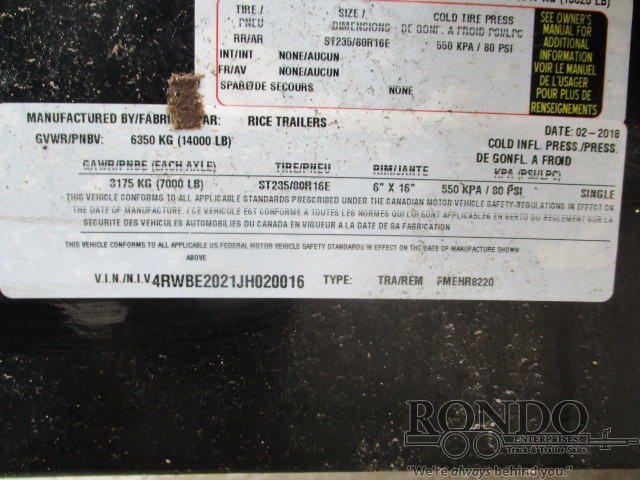 TIRE / SIZE / COLD TIRE PRESS
PNEU DIMENSIONS DE GONF. A FROID PSI/LPC
RR/AR ST235/80R16E 550 KPA / 80 PSI
INT/INT NONE/AUCUN
FR/AV NONE/AUCUN
SPARE/DE SECOURS NONE
SEE OWNER'S
MANUAL FOR
ADDITIONAL
INFORMATION
VOIR LE MANUEL
DE L'USAGER
POUR PLUS DE
RENSEIGNEMENTS
DATE: 02-2018
MANUFACTURED BY/FABRI AR: RICE TRAILERS
GVWR/PNBV: 6350 KG (14000 LB)
COLD INFL. PRESS./PRESS.
DE GONFL. A FROID
GAWR/PNBE (EACH AXLE) TIRE/PNEU RIM/JANTE KPA (PSI/LPC)
3175 KG (7000 LB) ST235/80R16E 6" X 16" 550 KPA / 80 PSI SINGLE
THIS VEHICLE CONFORMS TO ALL APPLICABLE STANDARDS PRESCRIBED UNDER THE CANADIAN MOTOR VEHICLE SAFETY REGULATIONS IN EFFECT ON
THE DATE OF MANUFACTURE. / CE VEHICULE EST CONFORME A TOUTES LES NORMES QUI LUI SONT APPLICABLES EN VERTU DU REGLEMENT SUR LA
SECURITE DES VEHICULES AUTOMOBILES DU CANADA EN VIGUEUR A LA DATE DE SA FABRICATION
THIS VEHICLE CONFORMS TO ALL APPLICABLE US FEDERAL MOTOR VEHICLE SAFETY STANDARDS IN EFFECT ON THE DATE OF MANUFACTURE SHOWN
ABOVE
V.I.N./N.I.V 4RWBE2021JH020016 TYPE: TRA/REM FMEHR8220
RONDO
ENTERPRISES
Truck & Trailer Sales
"We're always behind you."